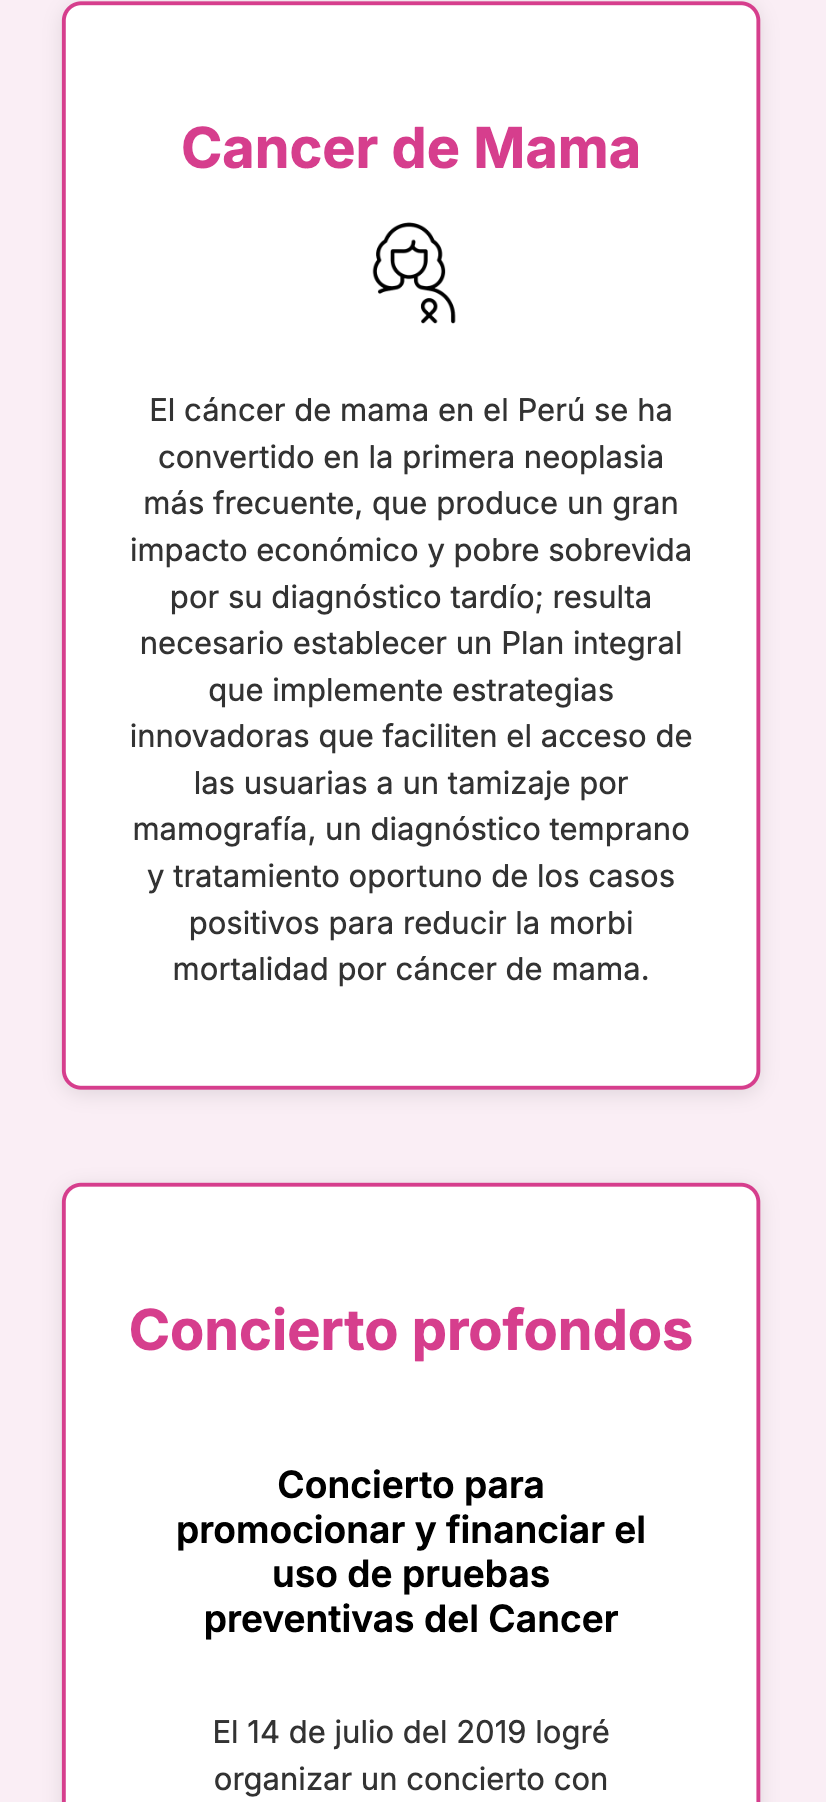 Cancer de Mama
El cáncer de mama en el Perú se ha
convertido en la primera neoplasia
más frecuente, que produce un gran
impacto económico y pobre sobrevida
por su diagnóstico tardío; resulta
necesario establecer un Plan integral
que implemente estrategias
innovadoras que faciliten el acceso de
las usuarias a un tamizaje por
mamografía, un diagnóstico temprano
y tratamiento oportuno de los casos
positivos para reducir la morbi
mortalidad por cáncer de mama.
Concierto profondos
Concierto para
promocionar y financiar el
uso de pruebas
preventivas del Cancer
El 14 de julio del 2019 logré
organizar un concierto con